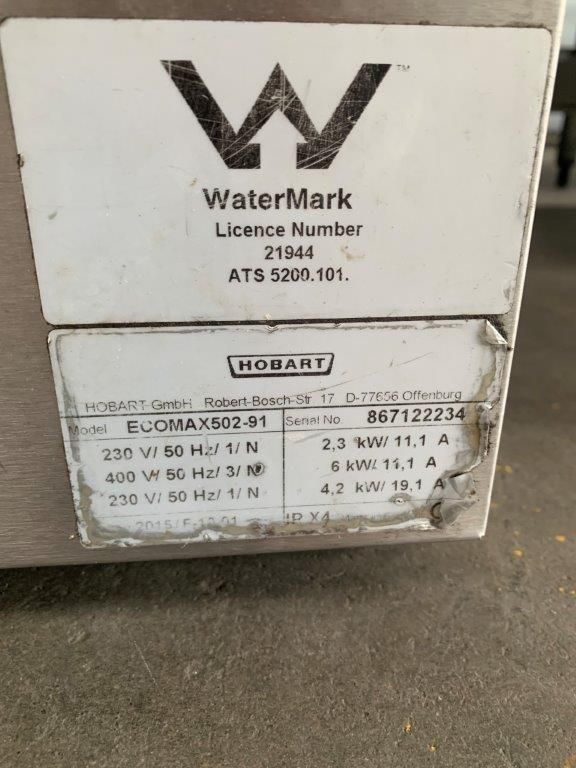 TM
WaterMark
Licence Number
21944
ATS 5200.101.
HOBART
HOBART GmbH Robert-Bosch-Str 17 D-77656 Offenburg
Model ECOMAX502-91 Serial No. 867122234
230 V/ 50 Hz/ 1/ N 2,3 kW/ 11,1 A
400 V/ 50 Hz/ 3/ N 6 kW/ 11,1 A
230 V/ 50 Hz/ 1/ N 4,2 kW/ 19,1 A
IP X4